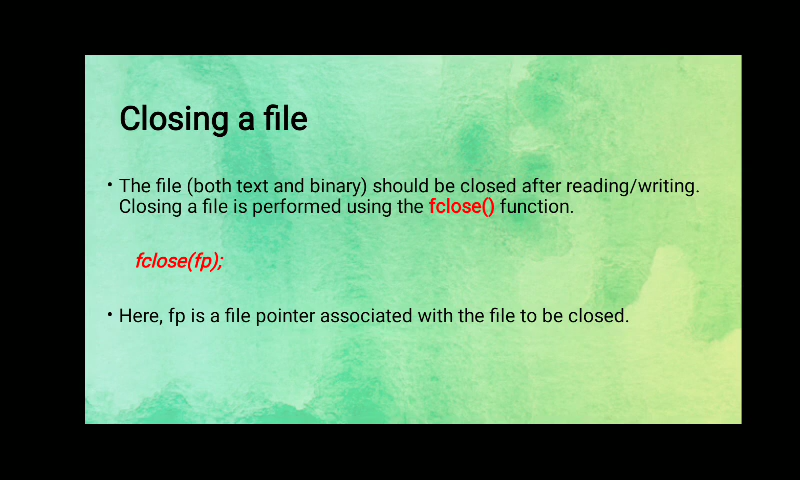 Closing a file
• The file (both text and binary) should be closed after reading/writing.
Closing a file is performed using the fclose() function.
fclose(fp);
• Here, fp is a file pointer associated with the file to be closed.